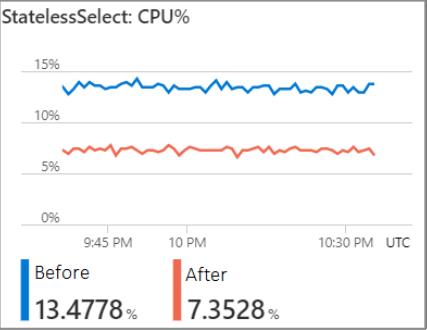 StatelessSelect: CPU%
15%
10%
5%
0%
9:45 PM 10 PM 10:30 PM UTC
Before After
13.4778% 7.3528%